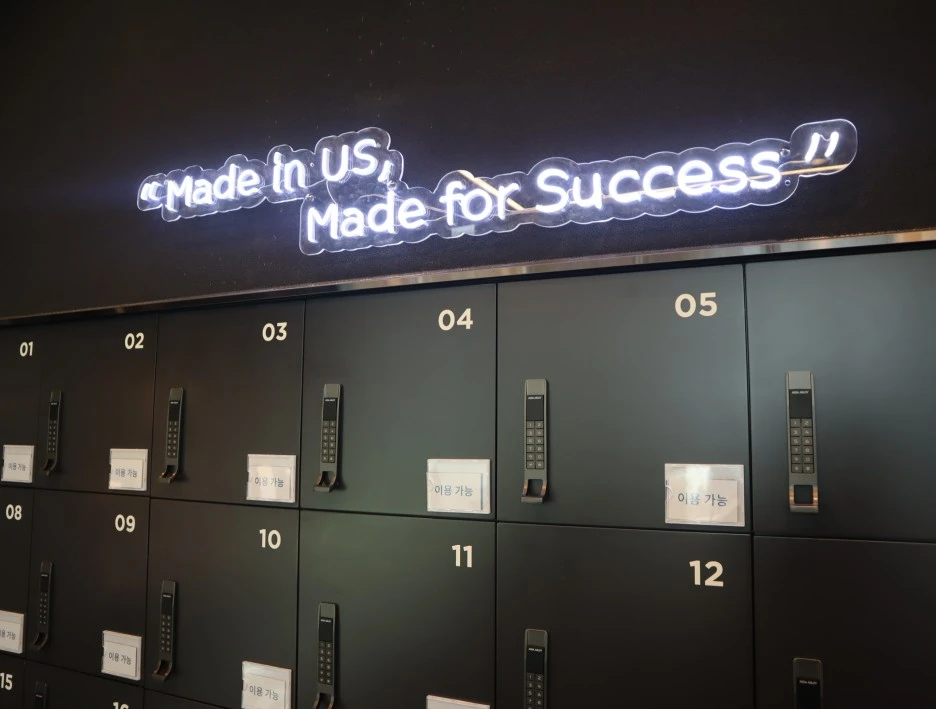 “Made in US,
Made for Success”
01
02
03
04
05
이용 가능
이용 가능
이용 가능
이용 가능
이용 가능
08
09
10
11
12
이용 가능
이용 가능
15